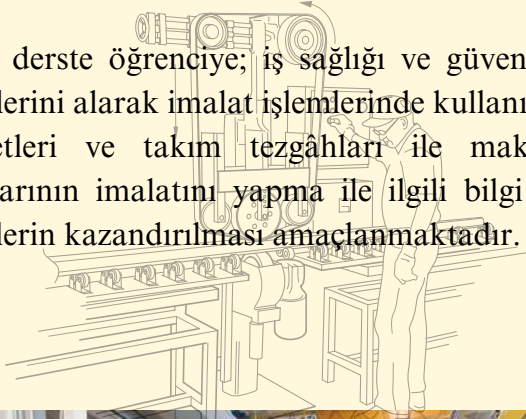 derste öğrenciye; iş sağlığı ve güven
lerini alarak imalat işlemlerinde kullanı
etleri ve takım tezgâhları ile mak
arının imalatını yapma ile ilgili bilgi
lerin kazandırılması amaçlanmaktadır.